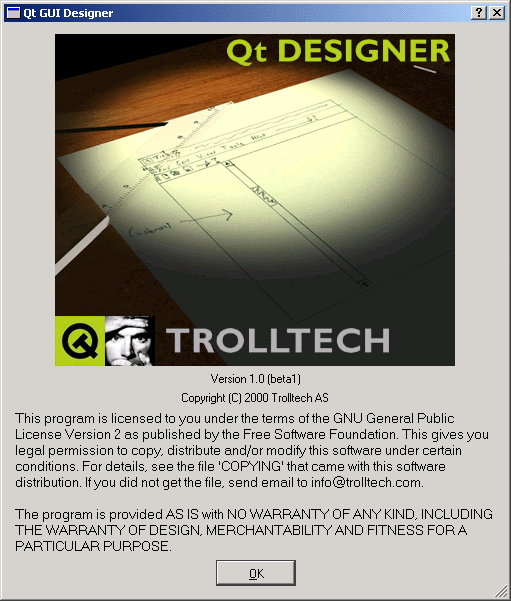 Qt GUI Designer
Qt DESIGNER
TROLLTECH
Version 1.0 (beta1)
Copyright (C) 2000 Trolltech AS
This program is licensed to you under the terms of the GNU General Public
License Version 2 as published by the Free Software Foundation. This gives you
legal permission to copy, distribute and/or modify this software under certain
conditions. For details, see the file 'COPYING' that came with this software
distribution. If you did not get the file, send email to info@trolltech.com.
The program is provided AS IS with NO WARRANTY OF ANY KIND, INCLUDING
THE WARRANTY OF DESIGN, MERCHANTABILITY AND FITNESS FOR A
PARTICULAR PURPOSE.
OK